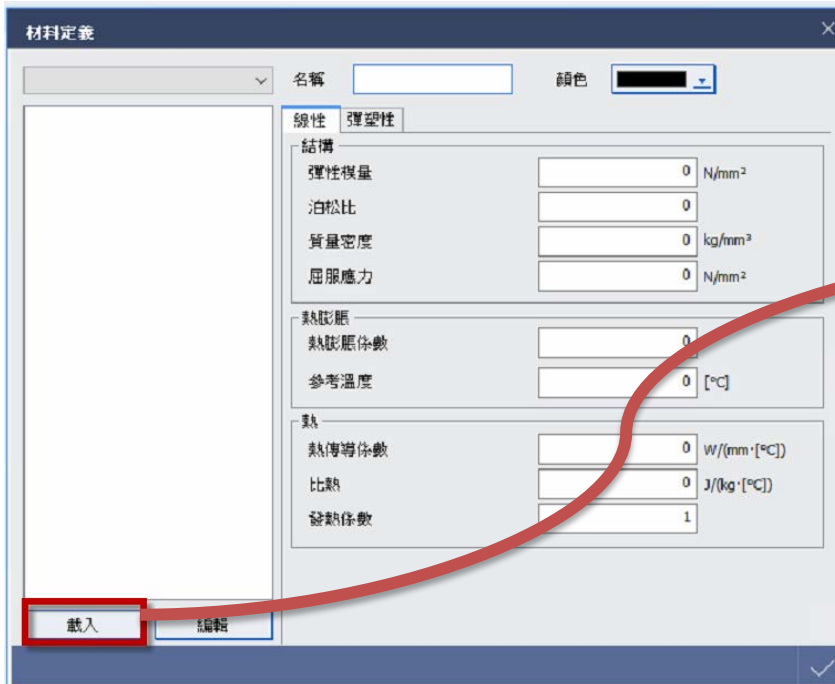 材料定義
名稱 顏色
線性 彈塑性
結構
彈性模量 0 N/mm²
泊松比 0
質量密度 0 kg/mm³
屈服應力 0 N/mm²
熱膨脹
熱膨脹係數 0
參考溫度 0 [°C]
熱
熱傳導係數 0 W/(mm·[°C])
比熱 0 J/(kg·[°C])
發熱係數 1
載入 編輯